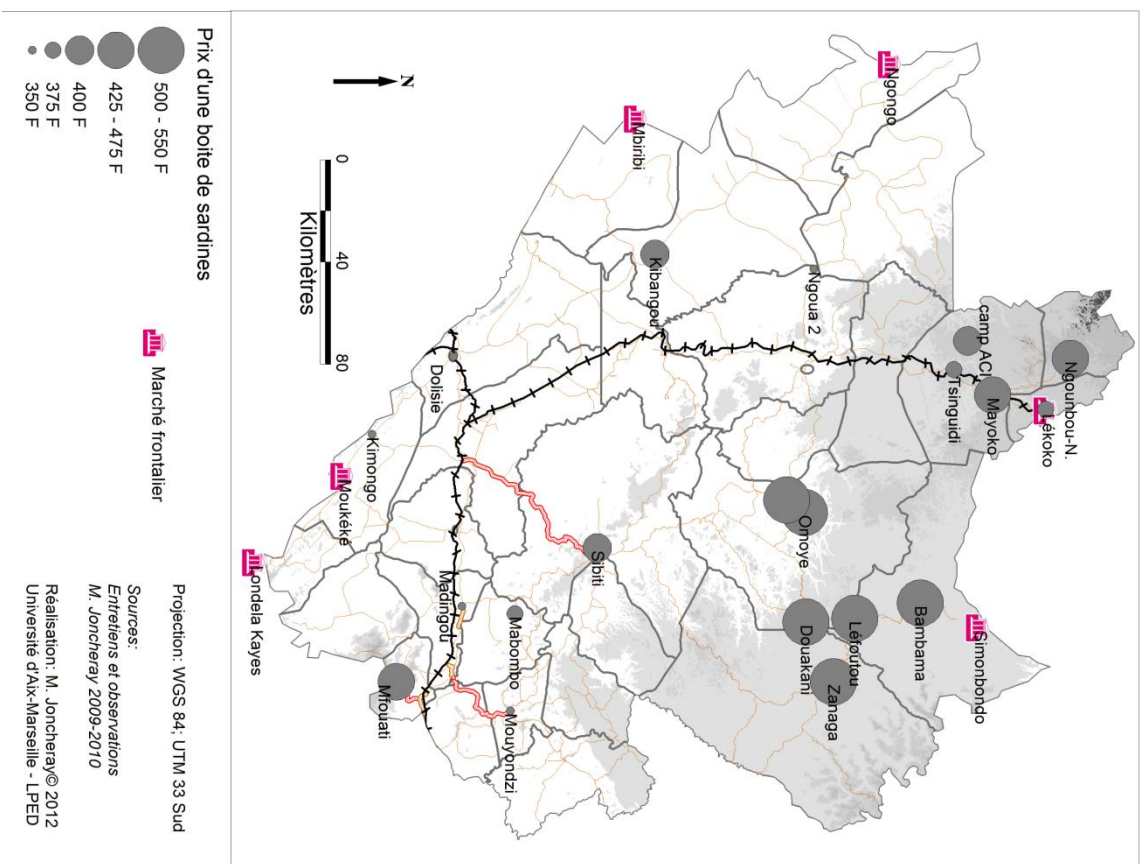 Ngoumbou-N.
Lékoko
camp ACI
Mayoko
Tsinguidi
Simonbondo
Bambama
Ngongo
Ngoua 2
Omoye
Léfoutou
Zanaga
Douakani
Mbiribi
Kibangou
Sibiti
Mabombo
Mouyondzi
Madingou
Dolisie
Mfouati
Kimongo
Moukéké
Londela Kayes
N
0 40 80
Kilomètres
Prix d'une boite de sardines
500 - 550 F
425 - 475 F
400 F
375 F
350 F
Marché frontalier
Projection: WGS 84; UTM 33 Sud
Sources:
Entretiens et observations
M. Joncheray 2009-2010
Réalisation: M. Joncheray© 2012
Université d'Aix-Marseille - LPED